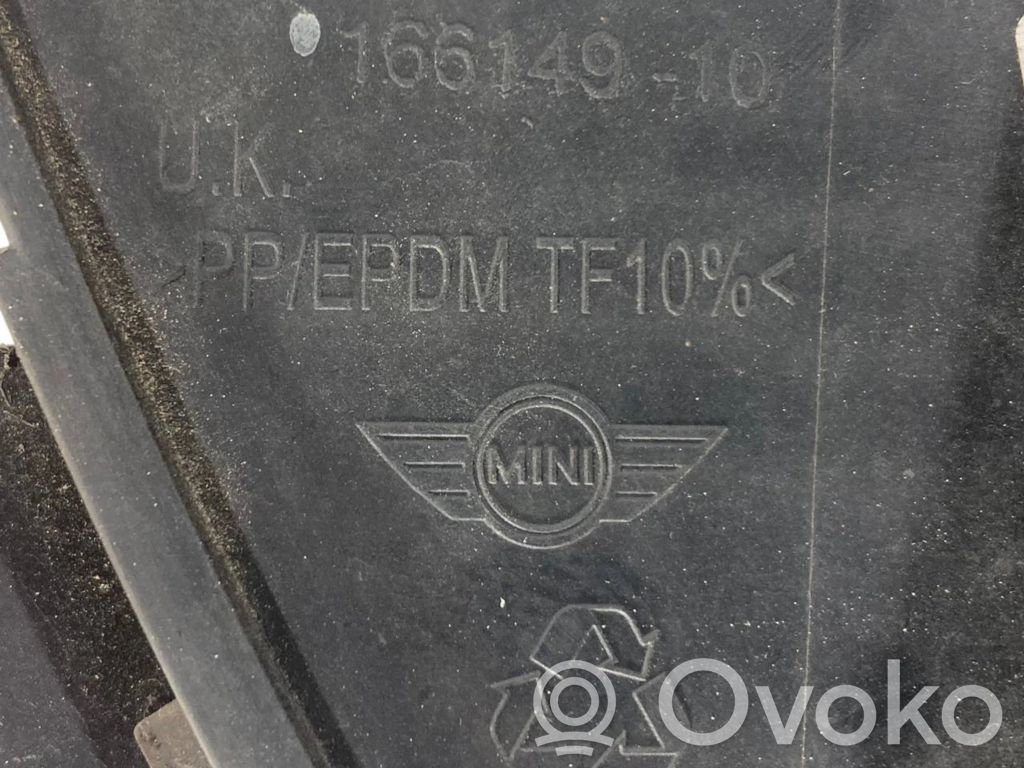 166149 -10
U.K.
>PP/EPDM TF10%<
MINI
Ovoko